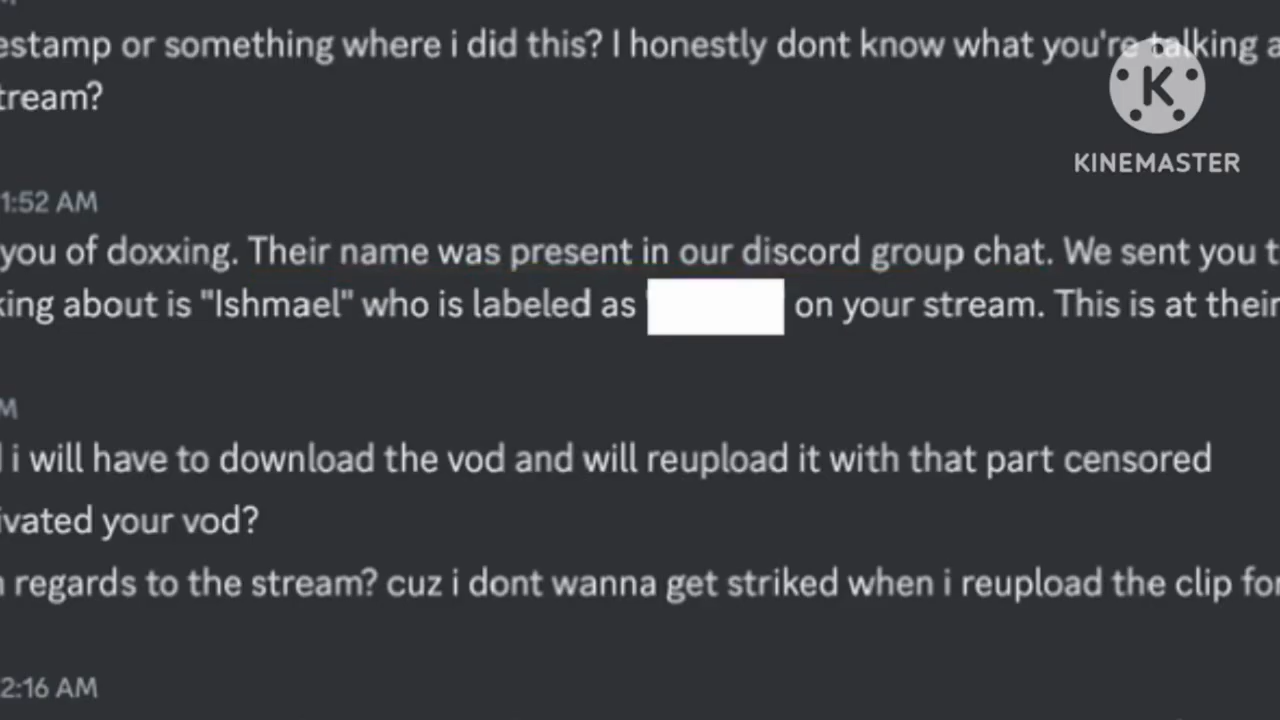 estamp or something where i did this? I honestly dont know what you're talking a
tream?
K
KINEMASTER
1:52 AM
you of doxxing. Their name was present in our discord group chat. We sent you t
king about is "Ishmael" who is labeled as on your stream. This is at their
M
i will have to download the vod and will reupload it with that part censored
ivated your vod?
n regards to the stream? cuz i dont wanna get striked when i reupload the clip for
2:16 AM